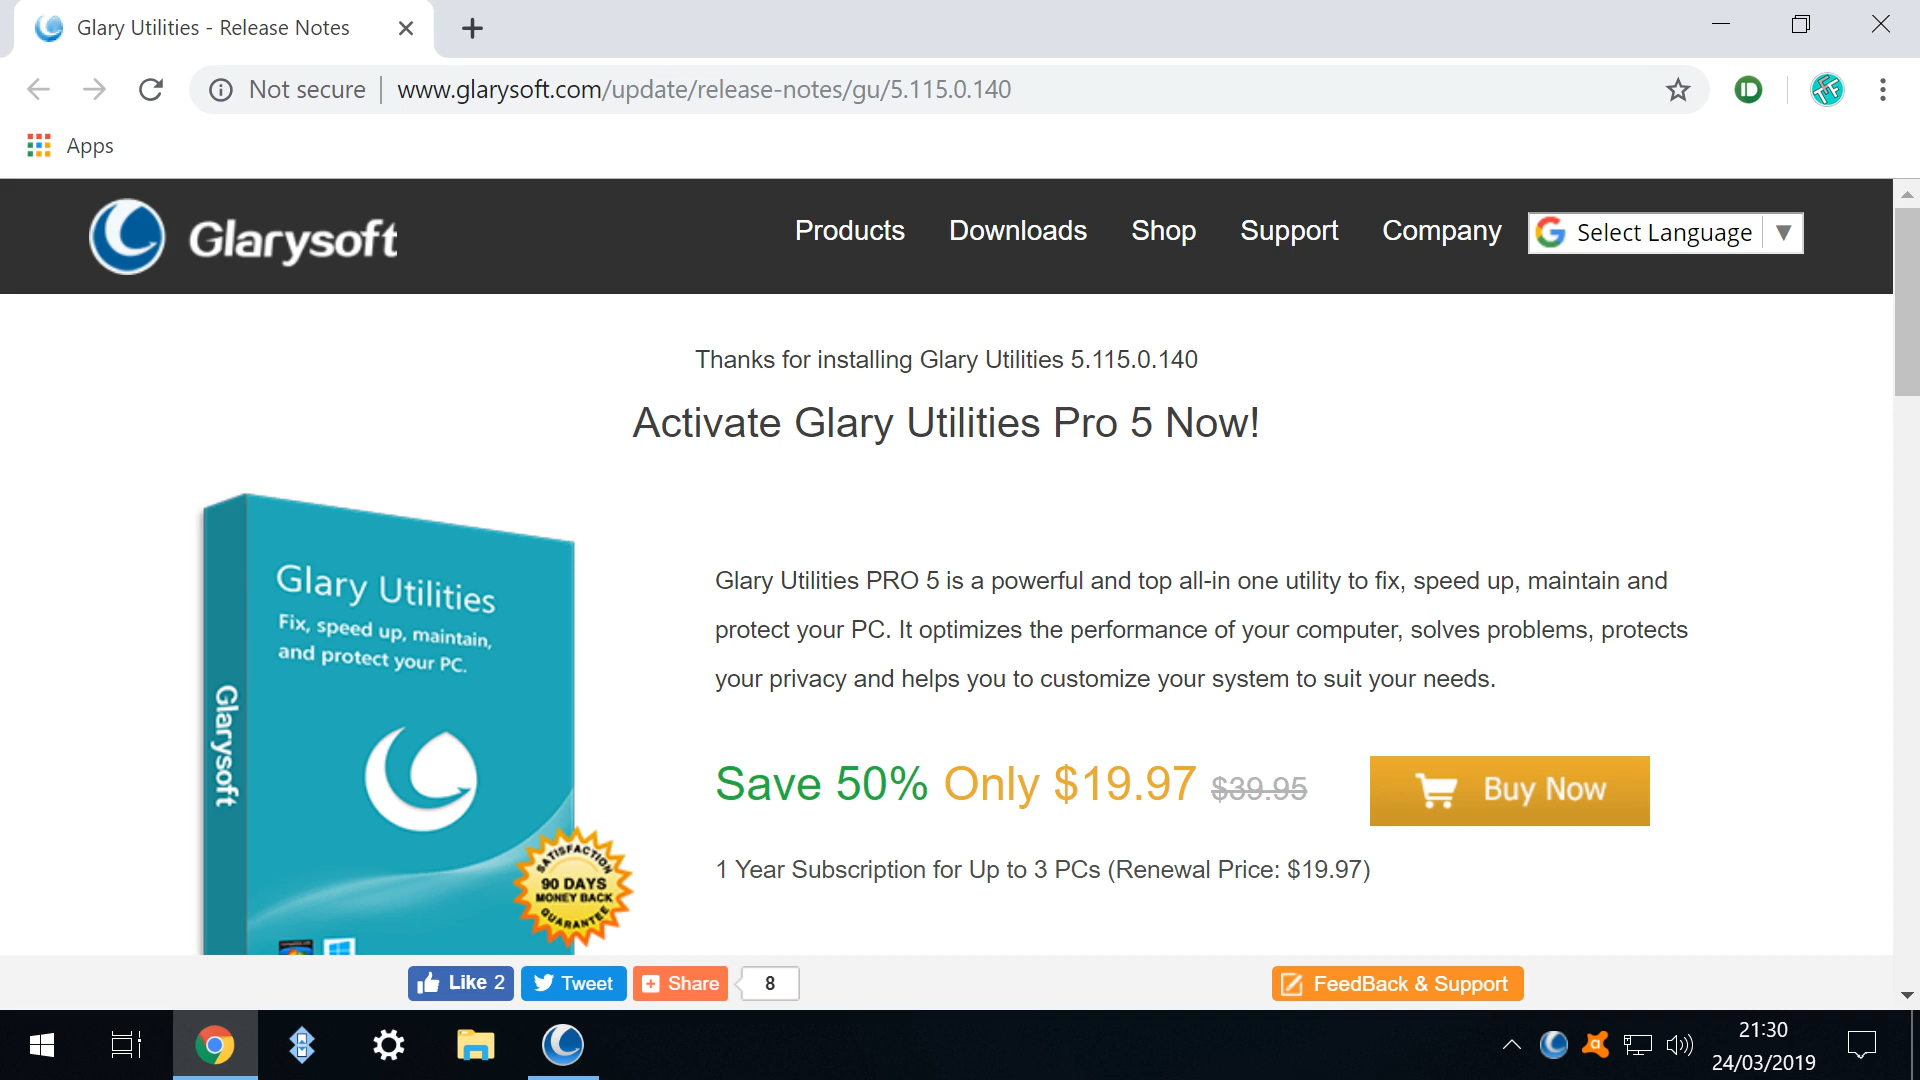 Glary Utilities - Release Notes
Not secure
www.glarysoft.com/update/release-notes/gu/5.115.0.140
Apps
Glarysoft
Products Downloads Shop Support Company Select Language ▼
Thanks for installing Glary Utilities 5.115.0.140
Activate Glary Utilities Pro 5 Now!
Glary Utilities
Fix, speed up, maintain,
and protect your PC.
Glarysoft
SATISFACTION
90 DAYS
MONEY BACK
GUARANTEE
Glary Utilities PRO 5 is a powerful and top all-in one utility to fix, speed up, maintain and
protect your PC. It optimizes the performance of your computer, solves problems, protects
your privacy and helps you to customize your system to suit your needs.
Save 50% Only $19.97 $39.95 Buy Now
1 Year Subscription for Up to 3 PCs (Renewal Price: $19.97)
Like 2 Tweet Share 8 FeedBack & Support
21:30
24/03/2019